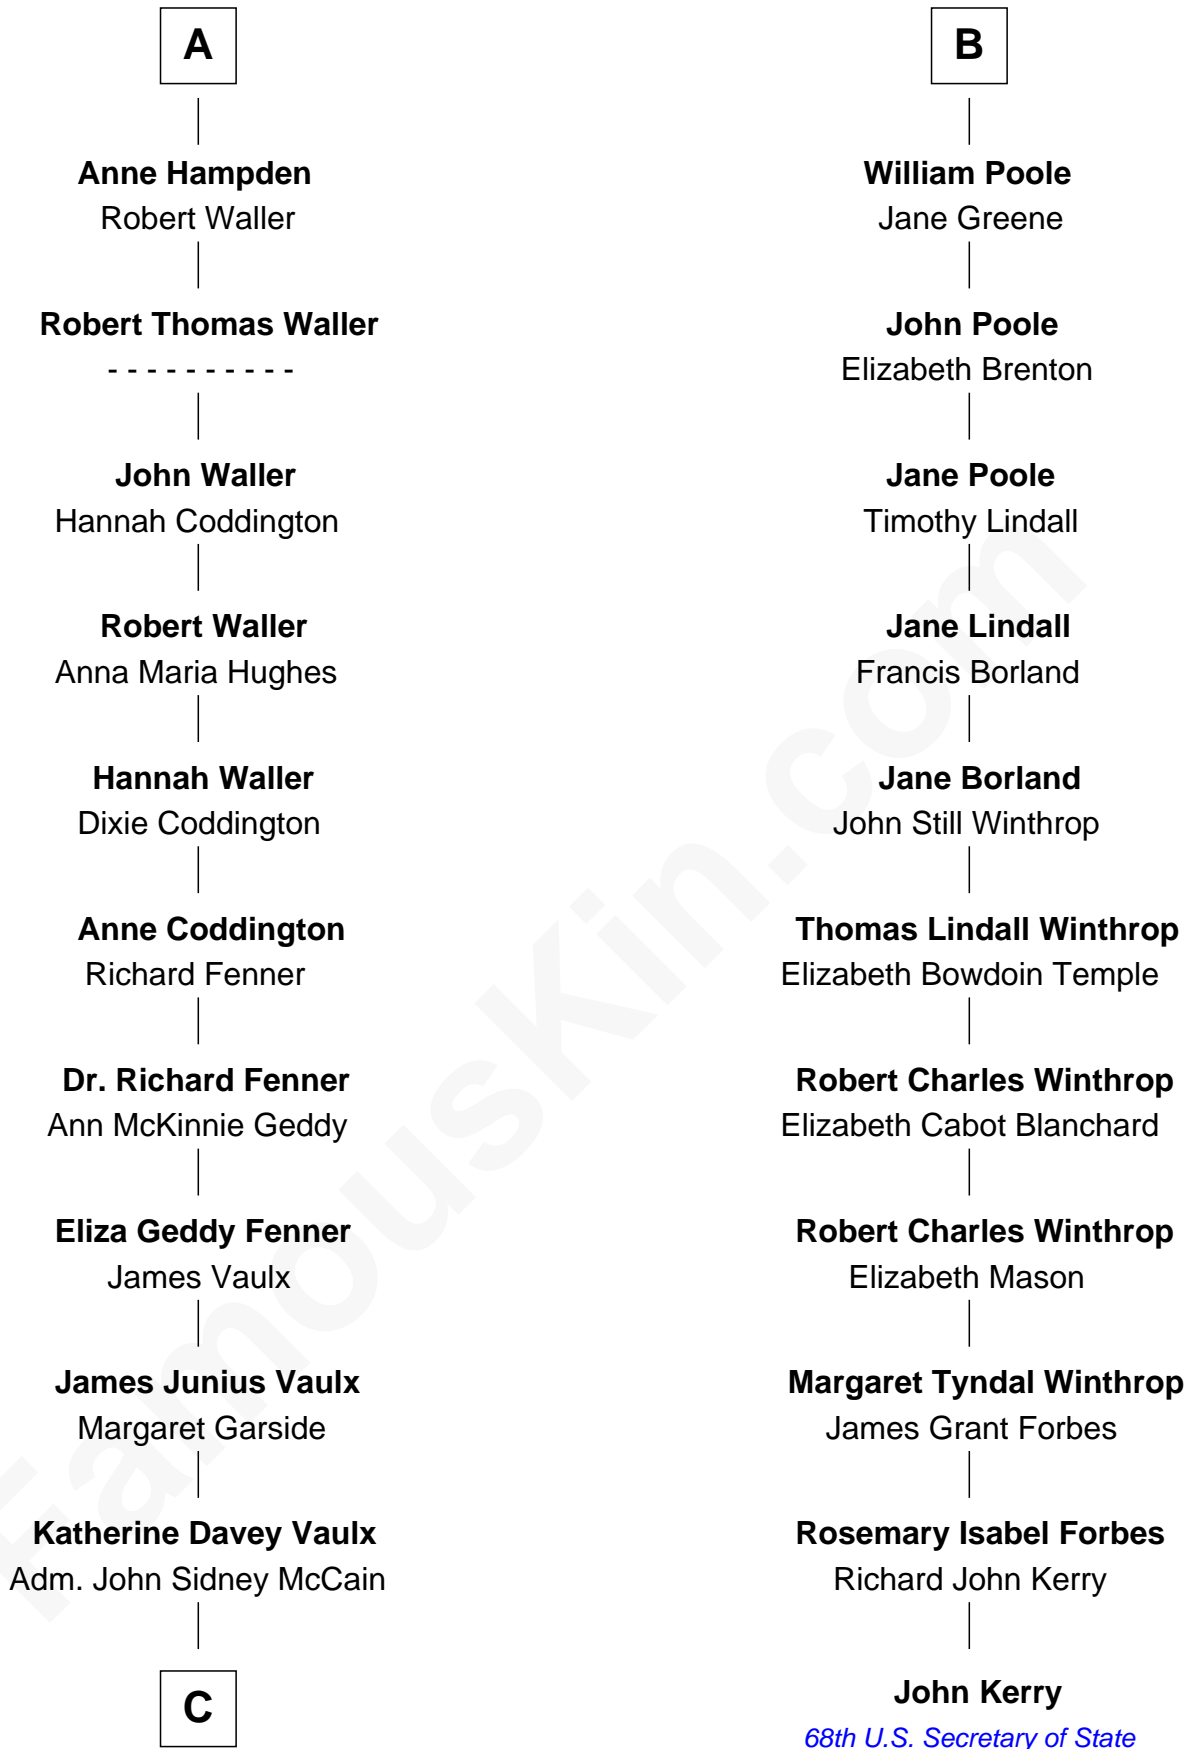 A
Anne Hampden
Robert Waller
Robert Thomas Waller
- - - - - - - - - -
John Waller
Hannah Coddington
Robert Waller
Anna Maria Hughes
Hannah Waller
Dixie Coddington
Anne Coddington
Richard Fenner
Dr. Richard Fenner
Ann McKinnie Geddy
Eliza Geddy Fenner
James Vaulx
James Junius Vaulx
Margaret Garside
Katherine Davey Vaulx
Adm. John Sidney McCain
C
B
William Poole
Jane Greene
John Poole
Elizabeth Brenton
Jane Poole
Timothy Lindall
Jane Lindall
Francis Borland
Jane Borland
John Still Winthrop
Thomas Lindall Winthrop
Elizabeth Bowdoin Temple
Robert Charles Winthrop
Elizabeth Cabot Blanchard
Robert Charles Winthrop
Elizabeth Mason
Margaret Tyndal Winthrop
James Grant Forbes
Rosemary Isabel Forbes
Richard John Kerry
John Kerry
68th U.S. Secretary of State
FamousKin.com